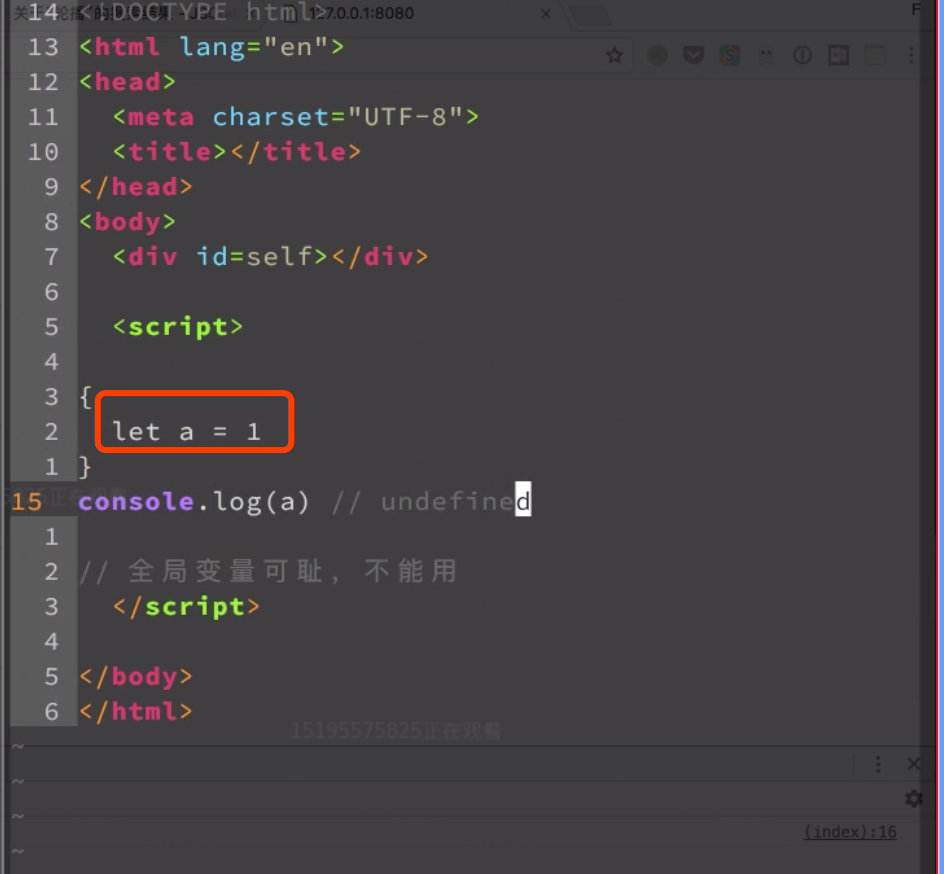 127.0.0.1:8080
14 <!DOCTYPE html>
13 <html lang="en">
12 <head>
11 <meta charset="UTF-8">
10 <title></title>
9 </head>
8 <body>
7 <div id=self></div>
6
5 <script>
4
3 {
2 let a = 1
1 }
15 console.log(a) // undefined
1
2 // 全局变量可耻, 不能用
3 </script>
4
5 </body>
6 </html>
15195575825正在观看
~
~
~
(index):16
~